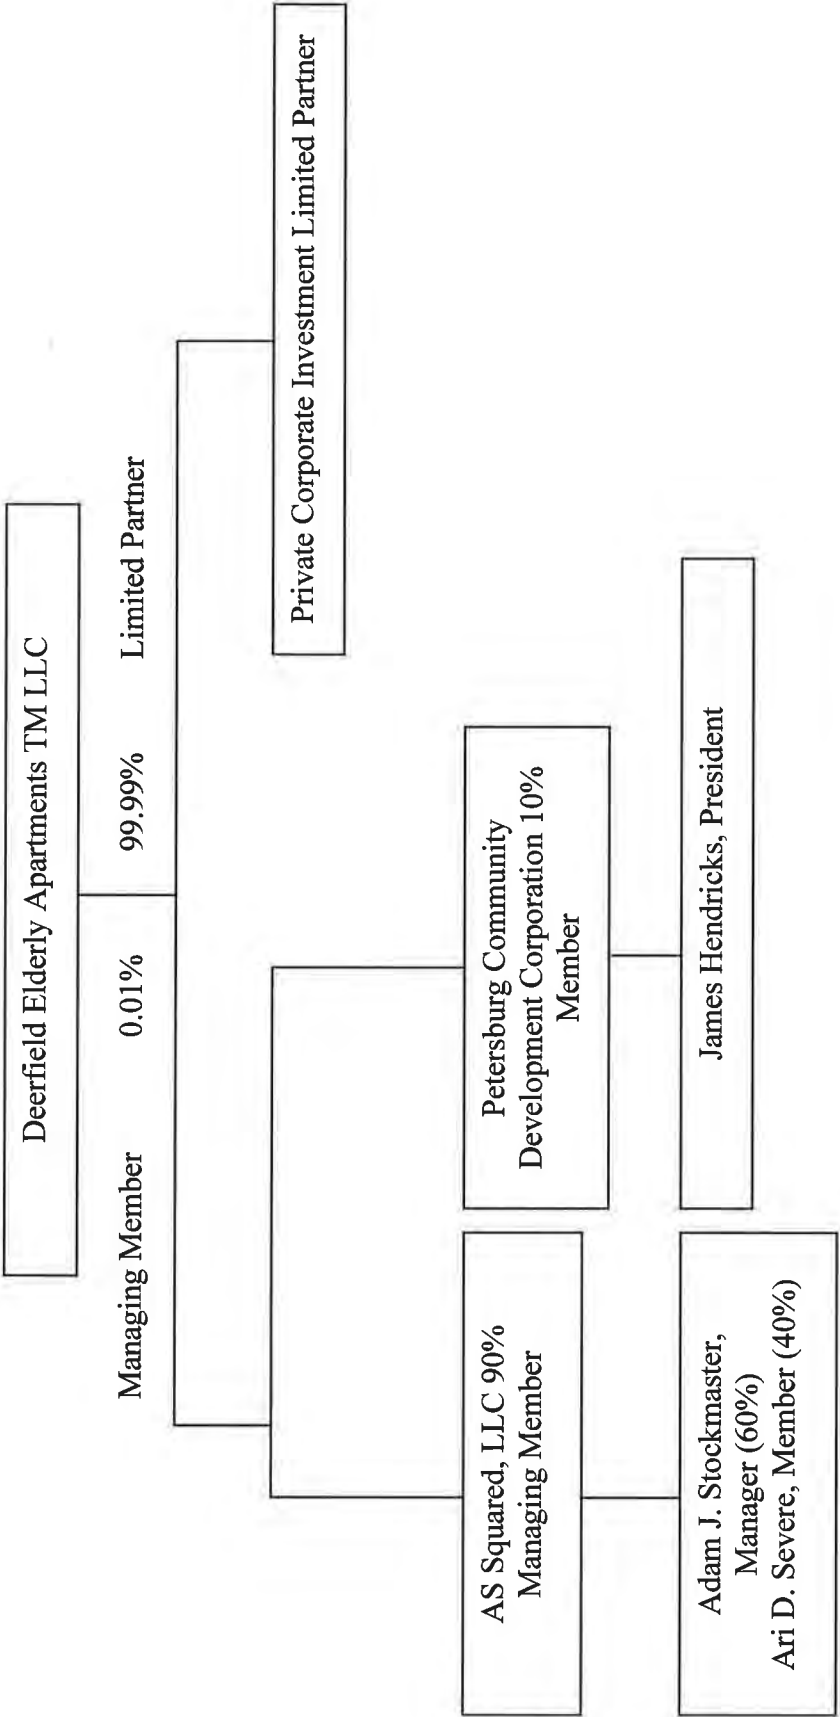 Deerfield Elderly Apartments TM LLC
Managing Member 0.01% 99.99% Limited Partner
Private Corporate Investment Limited Partner
AS Squared, LLC 90%
Managing Member
Petersburg Community
Development Corporation 10%
Member
Adam J. Stockmaster,
Manager (60%)
Ari D. Severe, Member (40%)
James Hendricks, President